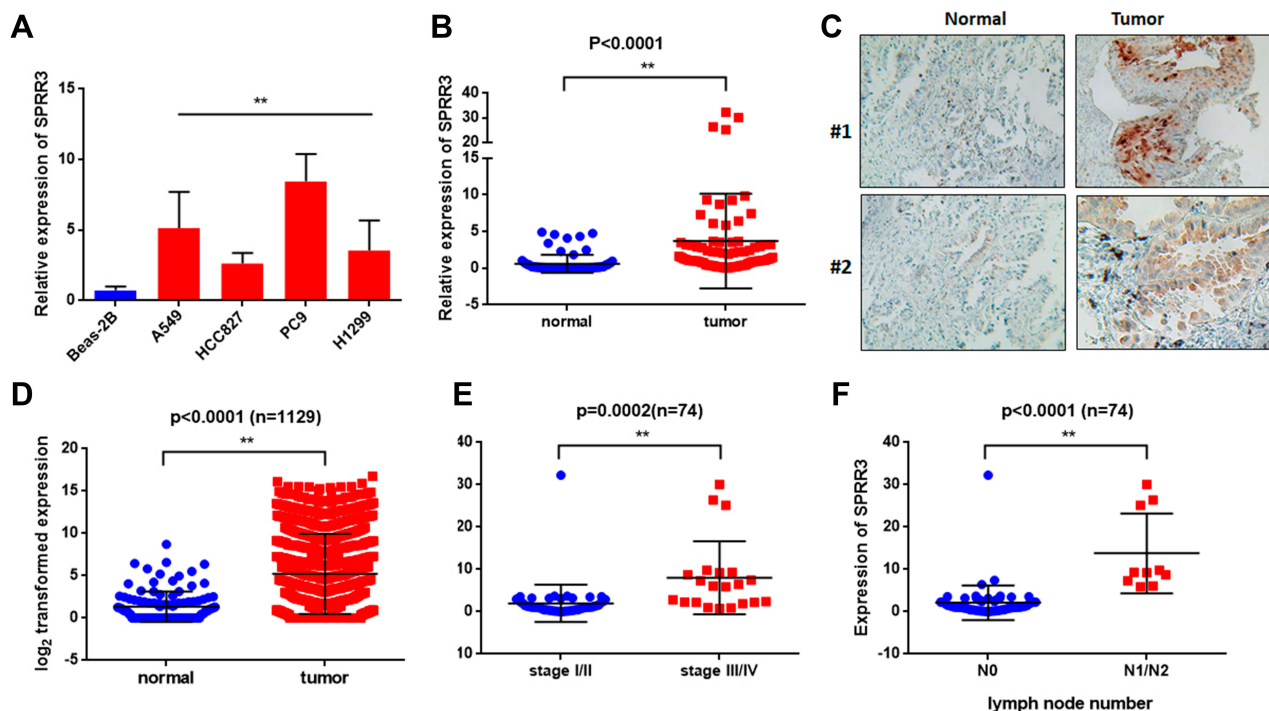 A
Relative expression of SPRR3
15
10
5
0
**
Beas-2B
A549
HCC827
PC9
H1299
B
P<0.0001
**
Relative expression of SPRR3
40
30
20
15
10
5
0
-5
normal
tumor
C
Normal
Tumor
#1
#2
D
p<0.0001 (n=1129)
**
log2 transformed expression
20
15
10
5
0
-5
normal
tumor
E
p=0.0002(n=74)
**
40
30
20
10
0
10
stage I/II
stage III/IV
F
p<0.0001 (n=74)
**
Expression of SPRR3
40
30
20
10
0
-10
N0
N1/N2
lymph node number